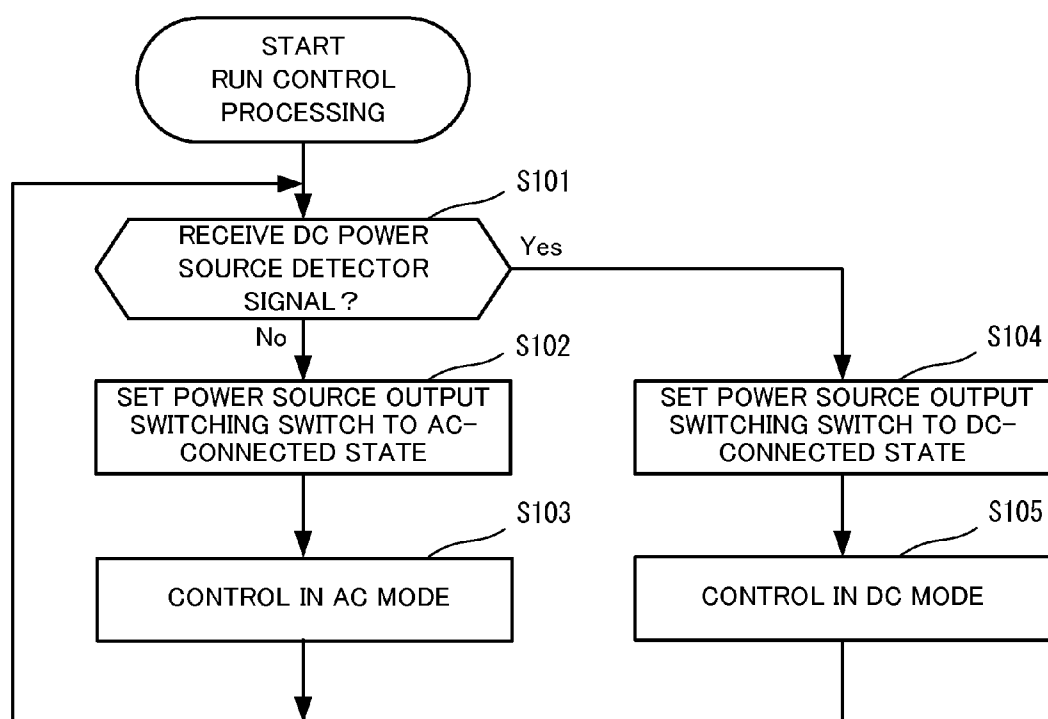 START
RUN CONTROL
PROCESSING
S101
RECEIVE DC POWER
SOURCE DETECTOR
SIGNAL?
Yes
No
S102
SET POWER SOURCE OUTPUT
SWITCHING SWITCH TO AC-
CONNECTED STATE
S104
SET POWER SOURCE OUTPUT
SWITCHING SWITCH TO DC-
CONNECTED STATE
S103
CONTROL IN AC MODE
S105
CONTROL IN DC MODE